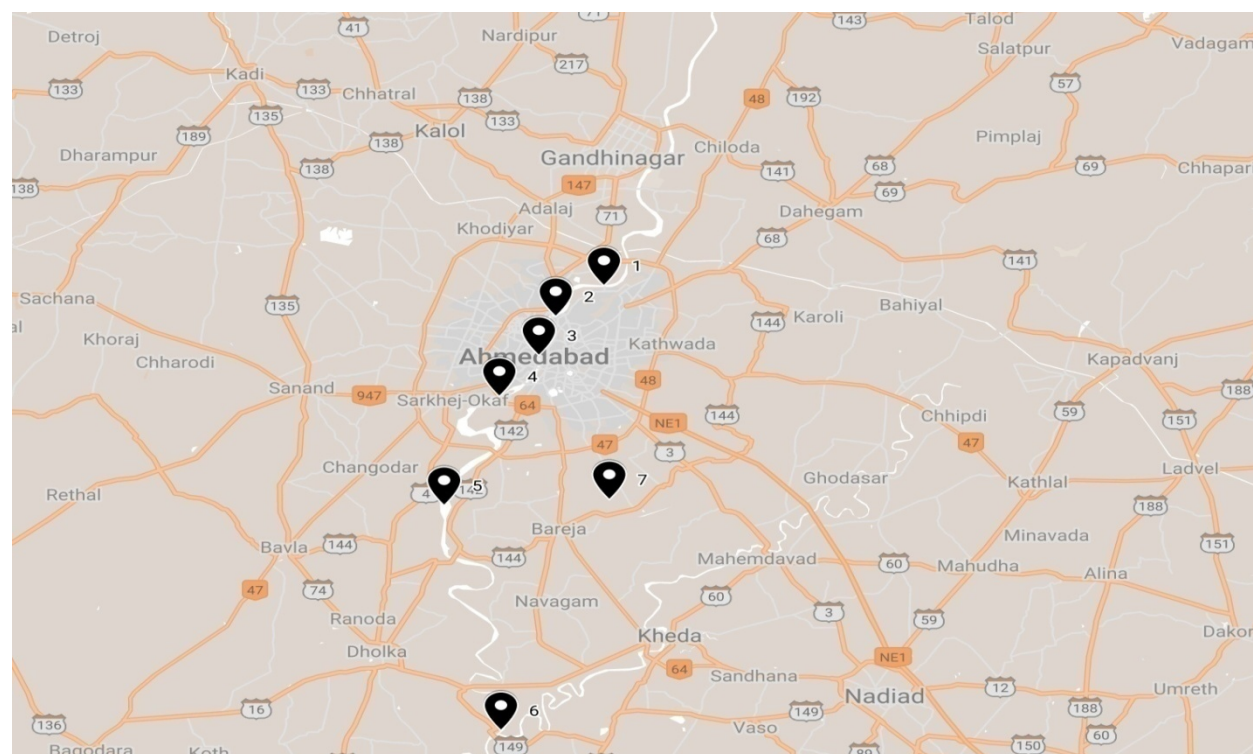 71
41
143
Talod
Detroj
Nardipur
Salatpur
Vadagam
217
Kadi
133
133
Chhatral
138
48
192
57
135
133
Kalol
189
138
Pimplaj
Dharampur
Gandhinagar
Chiloda
138
138
147
141
68
69
69
Chhapar
Adalaj
71
Dahegam
Khodiyar
68
141
1
Sachana
2
135
Bahiyal
Karoli
144
Khoraj
3
Kathwada
Chharodi
Ahmedabad
Kapadvanj
4
48
Sanand
947
Sarkhej-Okaf
188
64
144
59
Chhipdi
NE1
151
142
47
47
3
Changodar
Ladvel
5
7
Ghodasar
Kathlal
Rethal
4
188
Bareja
Minavada
Bavla
144
144
151
Mahemdavad
60
Mahudha
Alina
47
74
Navagam
60
Ranoda
3
59
Kheda
Dakor
Dholka
NE1
64
Sandhana
12
Umreth
Nadiad
16
6
149
188
136
Vaso
60
149
150
89
Bagodara
Koth